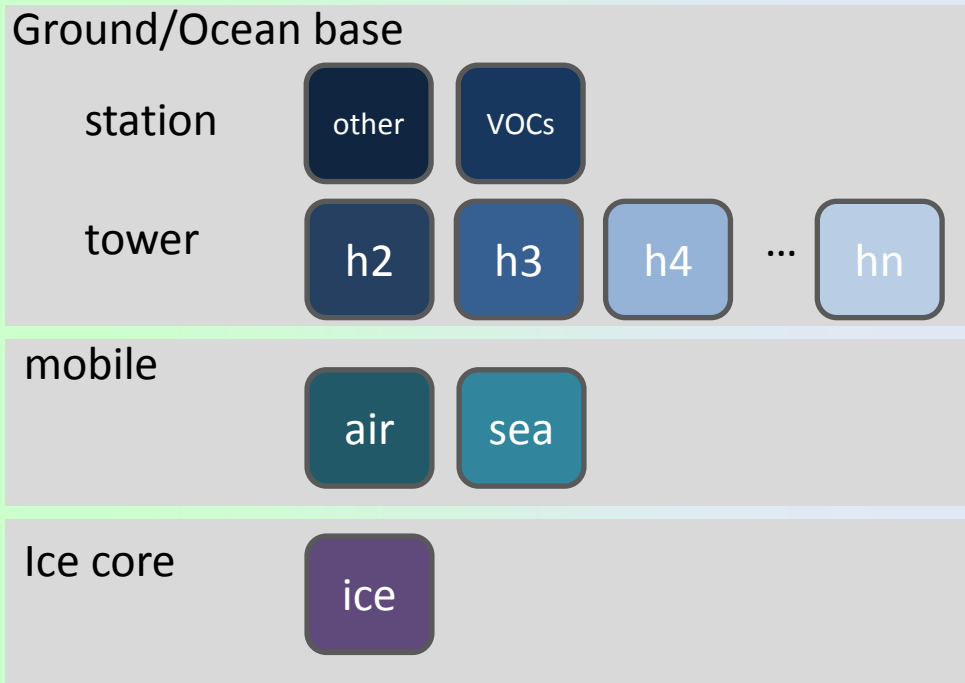 Ground/Ocean base
station other VOCs
tower h2 h3 h4 ... hn
mobile
air sea
Ice core
ice